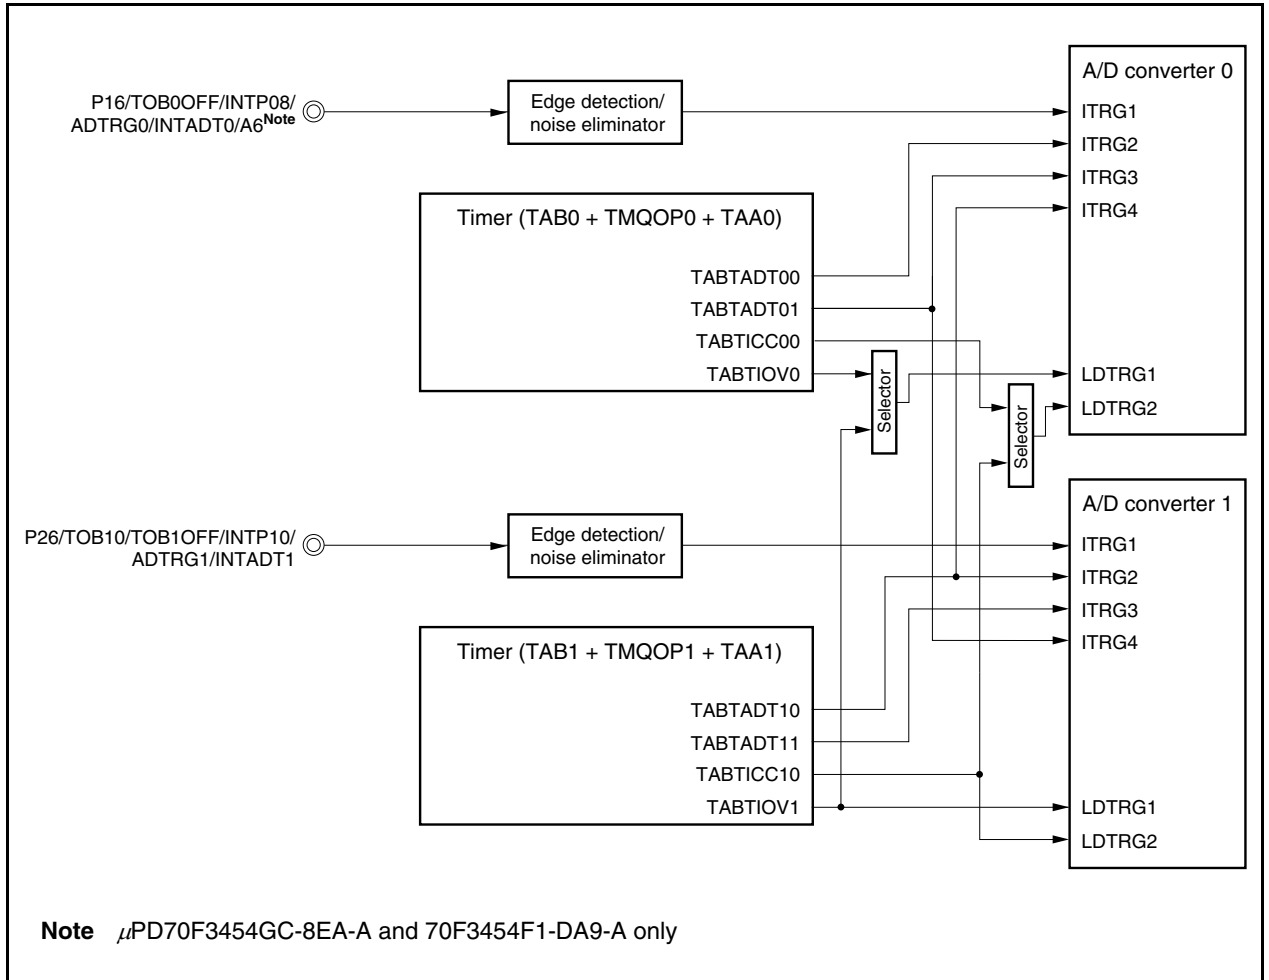 A/D converter 0
P16/TOB0OFF/INTP08/
ADTRG0/INTADT0/A6Note
Edge detection/
noise eliminator
ITRG1
ITRG2
ITRG3
ITRG4
Timer (TAB0 + TMQOP0 + TAA0)
TABTADT00
TABTADT01
TABTICC00
TABTIOV0
Selector
Selector
LDTRG1
LDTRG2
A/D converter 1
P26/TOB10/TOB1OFF/INTP10/
ADTRG1/INTADT1
Edge detection/
noise eliminator
ITRG1
ITRG2
ITRG3
ITRG4
Timer (TAB1 + TMQOP1 + TAA1)
TABTADT10
TABTADT11
TABTICC10
TABTIOV1
LDTRG1
LDTRG2
Note μPD70F3454GC-8EA-A and 70F3454F1-DA9-A only